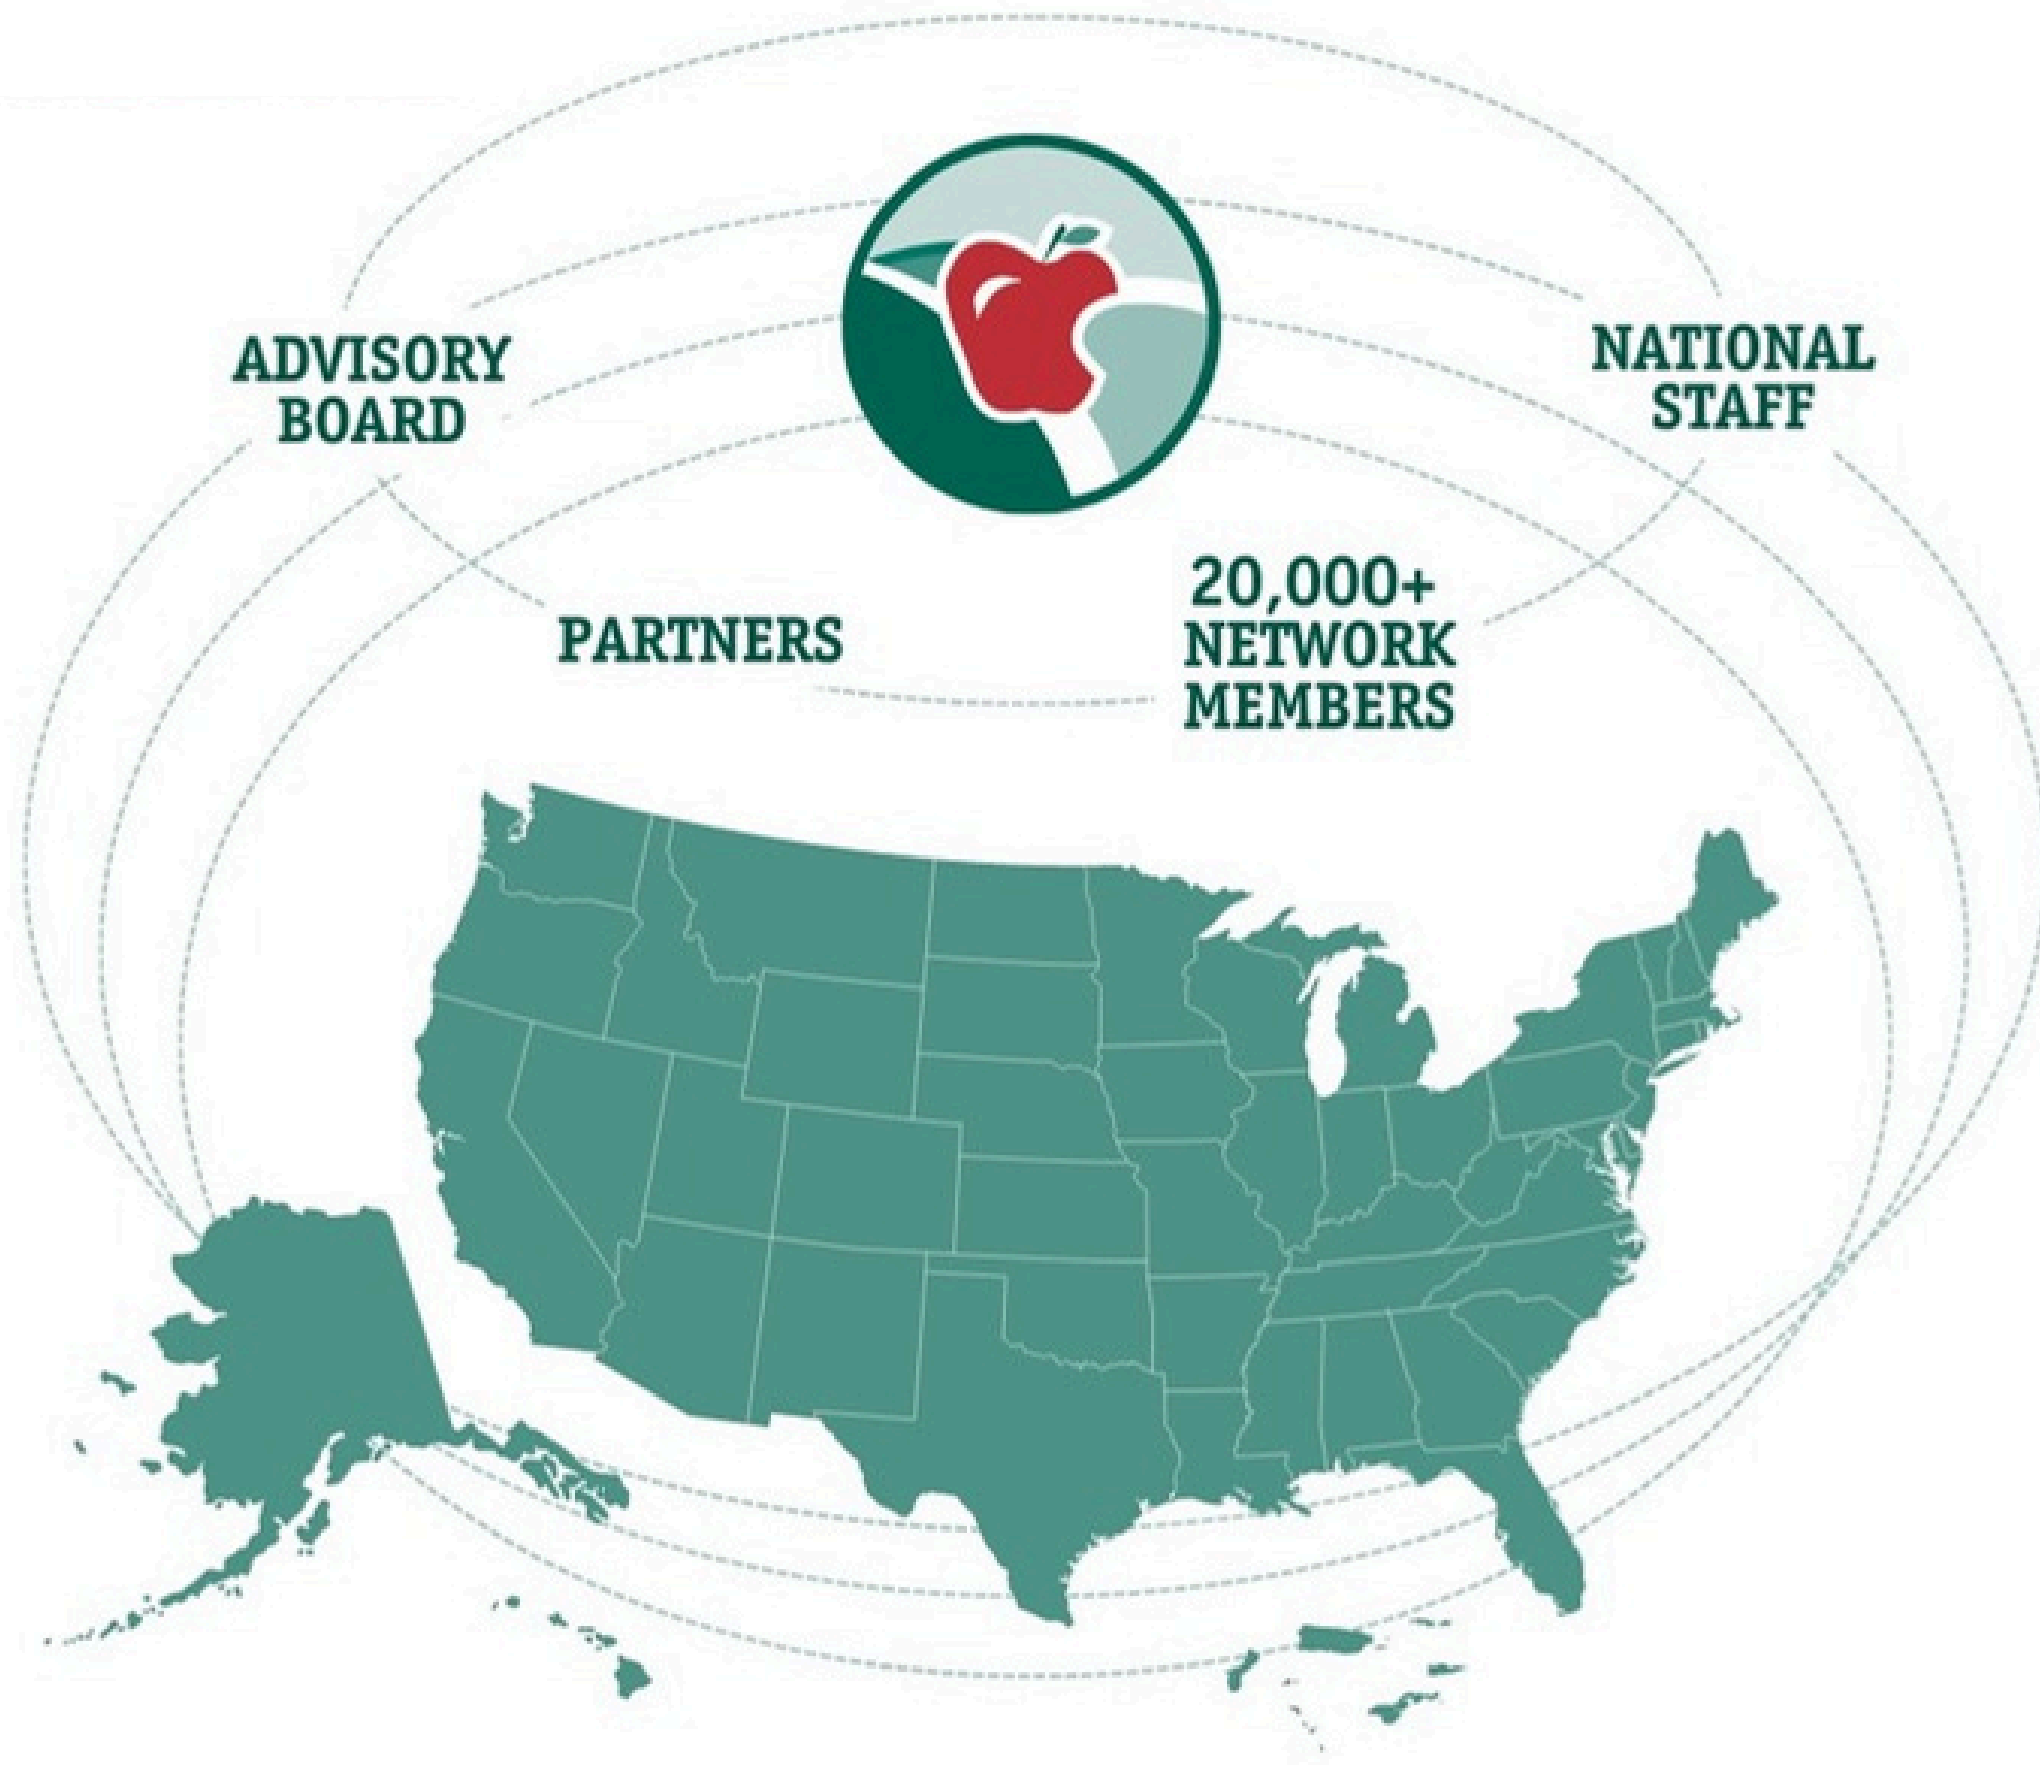 ADVISORY
BOARD
NATIONAL
STAFF
PARTNERS
20,000+
NETWORK
MEMBERS